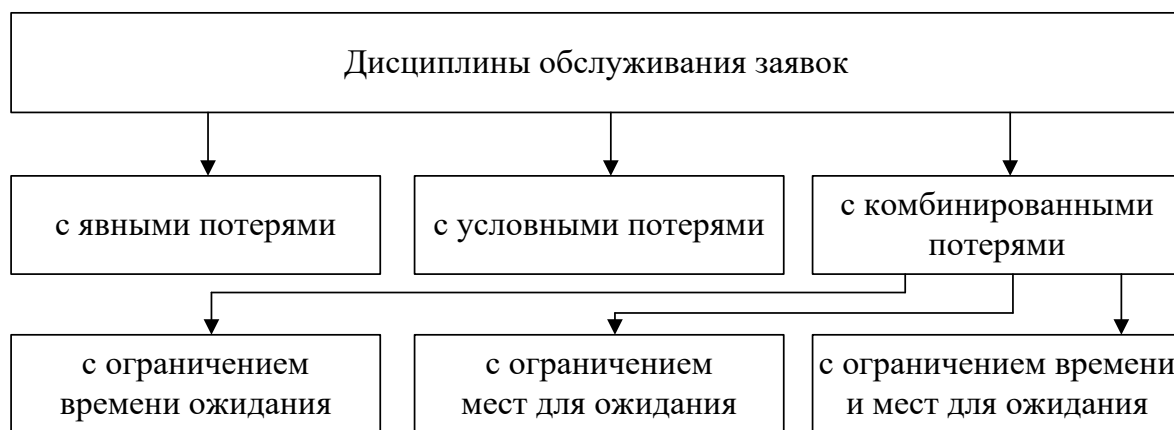 Дисциплины обслуживания заявок
с явными потерями
с условными потерями
с комбинированными
потерями
с ограничением
времени ожидания
с ограничением
мест для ожидания
с ограничением времени
и мест для ожидания